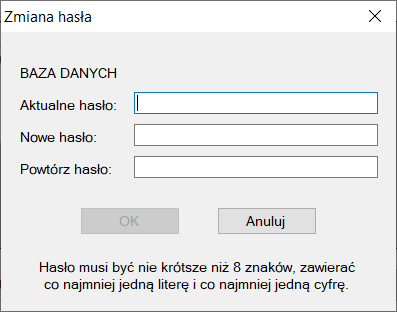 Zmiana hasła
BAZA DANYCH
Aktualne hasło:
Nowe hasło:
Powtórz hasło:
OK
Anuluj
Hasło musi być nie krótsze niż 8 znaków, zawierać
co najmniej jedną literę i co najmniej jedną cyfrę.